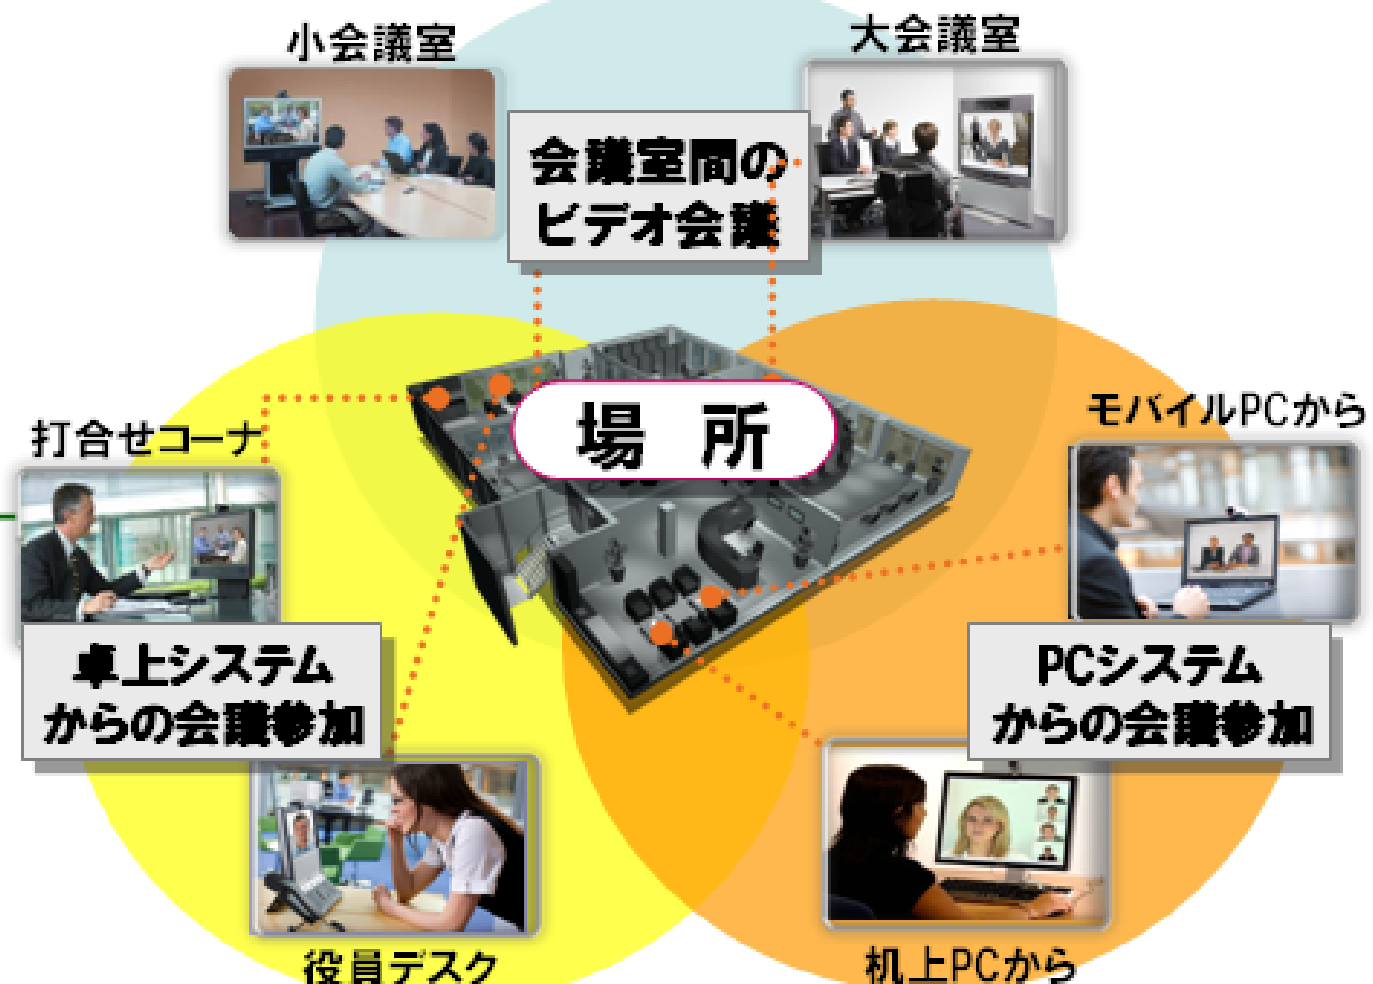 小会議室
大会議室
会議室間の
ビデオ会議
場 所
打合せコーナ
モバイルPCから
卓上システム
からの会議参加
PCシステム
からの会議参加
役員デスク
机上PCから